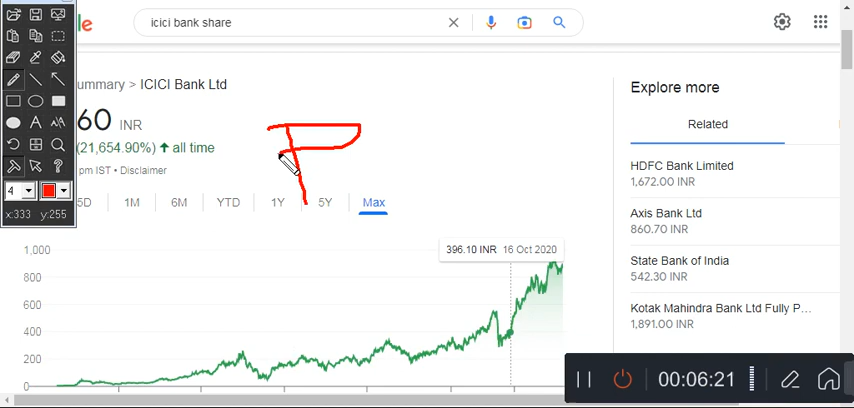 le
icici bank share
ummary > ICICI Bank Ltd
60 INR
(21,654.90%) ↑ all time
pm IST • Disclaimer
5D 1M 6M YTD 1Y 5Y Max
P
396.10 INR 16 Oct 2020
1,000
800
600
400
200
0
Explore more
Related
HDFC Bank Limited
1,672.00 INR
Axis Bank Ltd
860.70 INR
State Bank of India
542.30 INR
Kotak Mahindra Bank Ltd Fully P...
1,891.00 INR
A AA
4
x:333 y:255
00:06:21